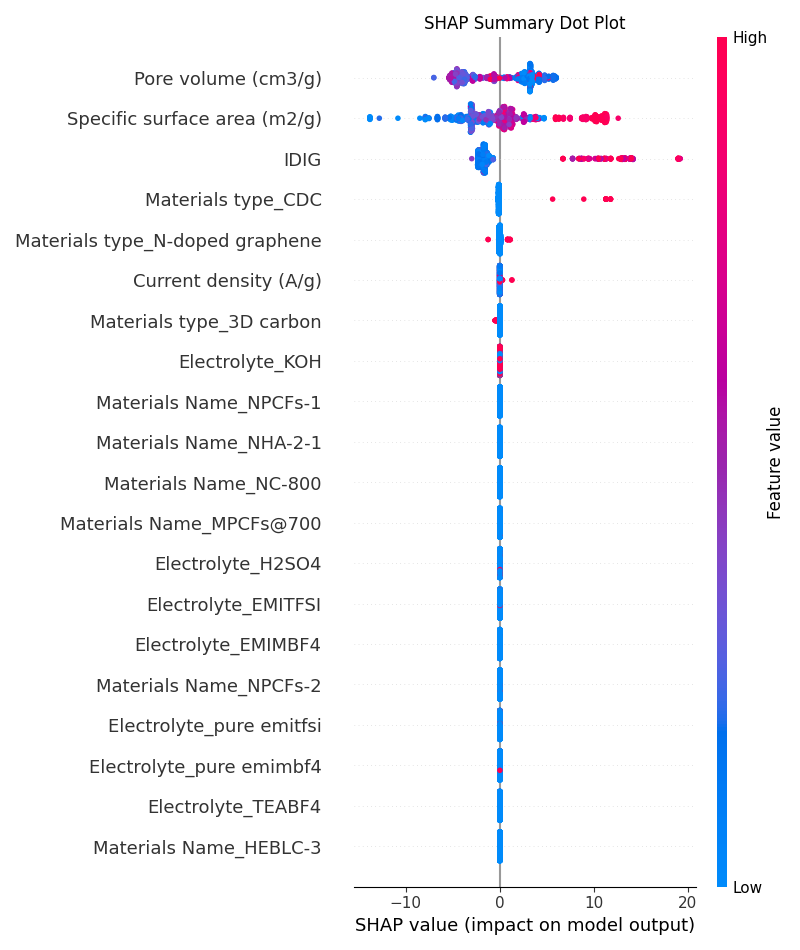 SHAP Summary Dot Plot
High
Pore volume (cm3/g)
Specific surface area (m2/g)
IDIG
Materials type_CDC
Materials type_N-doped graphene
Current density (A/g)
Materials type_3D carbon
Electrolyte_KOH
Materials Name_NPCFs-1
Materials Name_NHA-2-1
Materials Name_NC-800
Materials Name_MPCFs@700
Electrolyte_H2SO4
Electrolyte_EMITFSI
Electrolyte_EMIMBF4
Materials Name_NPCFs-2
Electrolyte_pure emitfsi
Electrolyte_pure emimbf4
Electrolyte_TEABF4
Materials Name_HEBLC-3
Feature value
Low
−10 0 10 20
SHAP value (impact on model output)